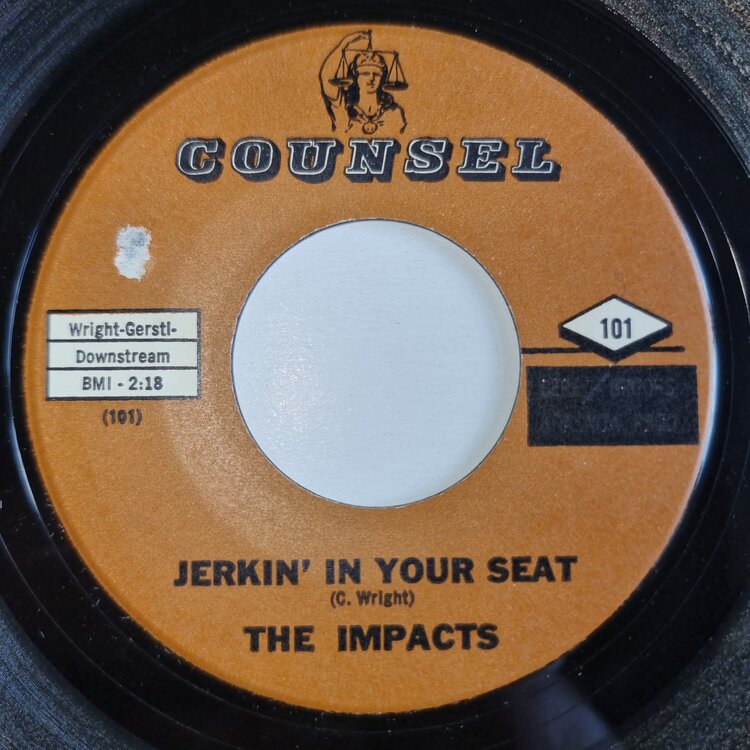 COUNSEL
Wright-Gerstl-
Downstream
BMI - 2:18
(101)
101
JERKIN' IN YOUR SEAT
(C. Wright)
THE IMPACTS